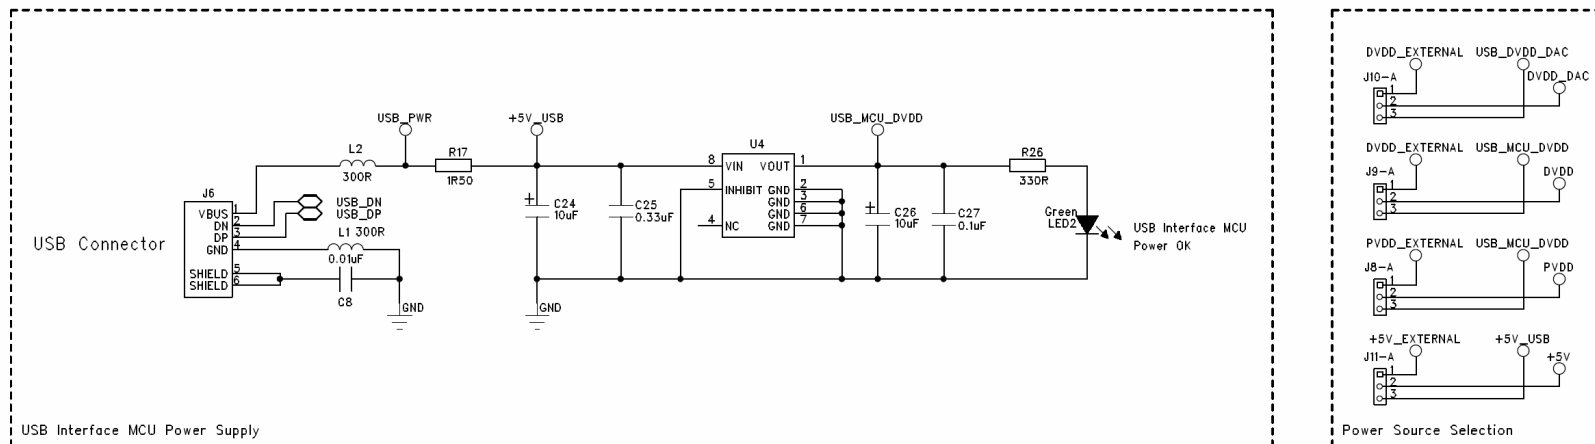 USB Connector
J6
VBUS 1
DN 2
DP 3
GND 4
SHIELD 5
SHIELD 6
USB_DN
USB_DP
L2
300R
L1 300R
0.01uF
C8
GND
USB_PWR
R17
1R50
+5V_USB
C24
10uF
C25
0.33uF
GND
U4
8 VIN VOUT 1
5 INHIBIT GND 2
GND 3
GND 6
4 NC GND 7
USB_MCU_DVDD
C26
10uF
C27
0.1uF
R26
330R
Green
LED2
USB Interface MCU
Power OK
USB Interface MCU Power Supply
DVDD_EXTERNAL USB_DVDD_DAC
DVDD_DAC
J10-A
1
2
3
DVDD_EXTERNAL USB_MCU_DVDD
DVDD
J9-A
1
2
3
PVDD_EXTERNAL USB_MCU_DVDD
PVDD
J8-A
1
2
3
+5V_EXTERNAL +5V_USB
+5V
J11-A
1
2
3
Power Source Selection